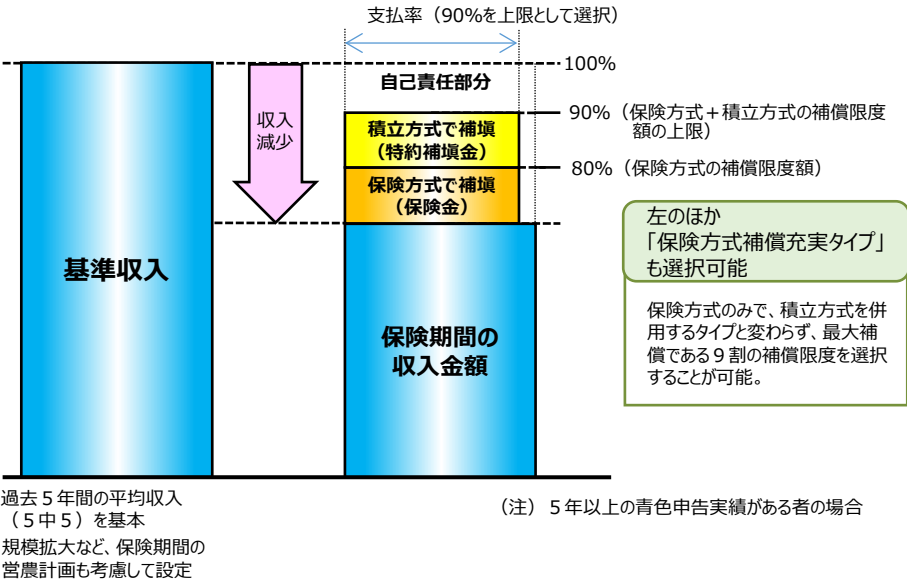 支払率（90%を上限として選択）
100%
自己責任部分
収入
減少
90%（保険方式＋積立方式の補償限度
額の上限）
積立方式で補填
（特約補填金）
80%（保険方式の補償限度額）
保険方式で補填
（保険金）
左のほか
「保険方式補償充実タイプ」
も選択可能
基準収入
保険方式のみで、積立方式を併
用するタイプと変わらず、最大補
償である９割の補償限度を選択
することが可能。
保険期間の
収入金額
過去５年間の平均収入
（５中５）を基本
規模拡大など、保険期間の
営農計画も考慮して設定
（注）５年以上の青色申告実績がある者の場合